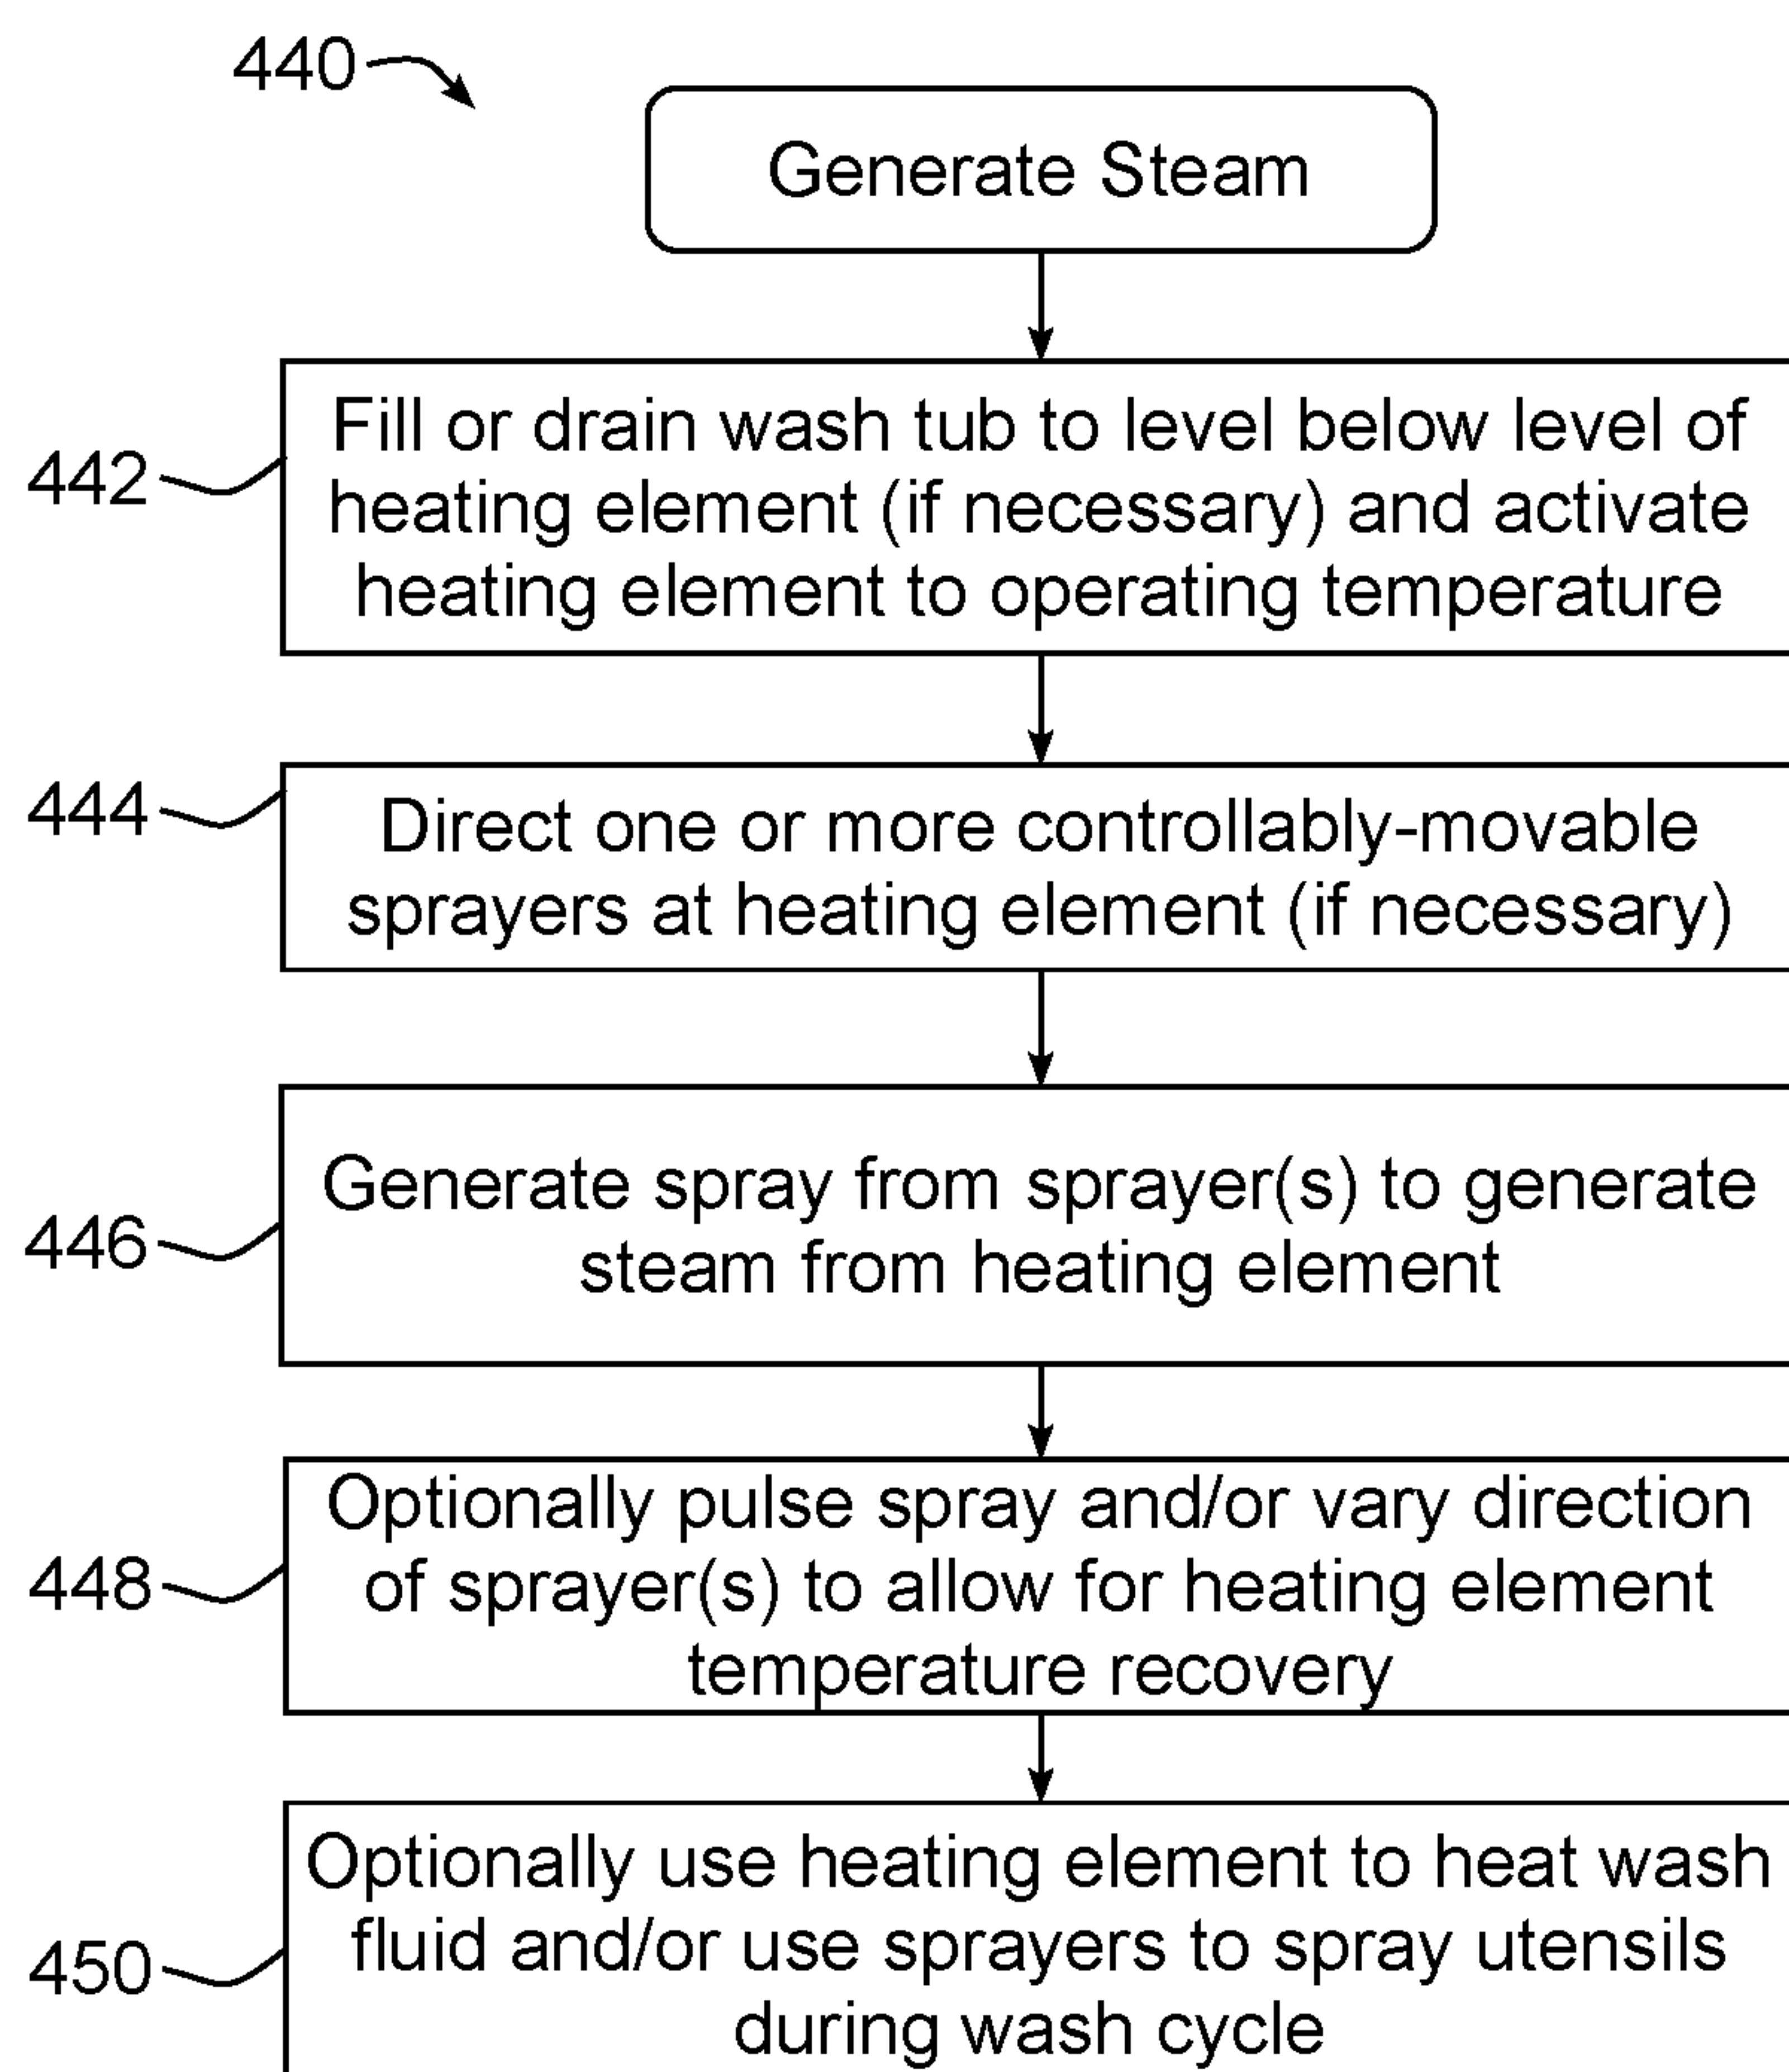 440
Generate Steam
442
Fill or drain wash tub to level below level of
heating element (if necessary) and activate
heating element to operating temperature
444
Direct one or more controllably-movable
sprayers at heating element (if necessary)
446
Generate spray from sprayer(s) to generate
steam from heating element
448
Optionally pulse spray and/or vary direction
of sprayer(s) to allow for heating element
temperature recovery
450
Optionally use heating element to heat wash
fluid and/or use sprayers to spray utensils
during wash cycle